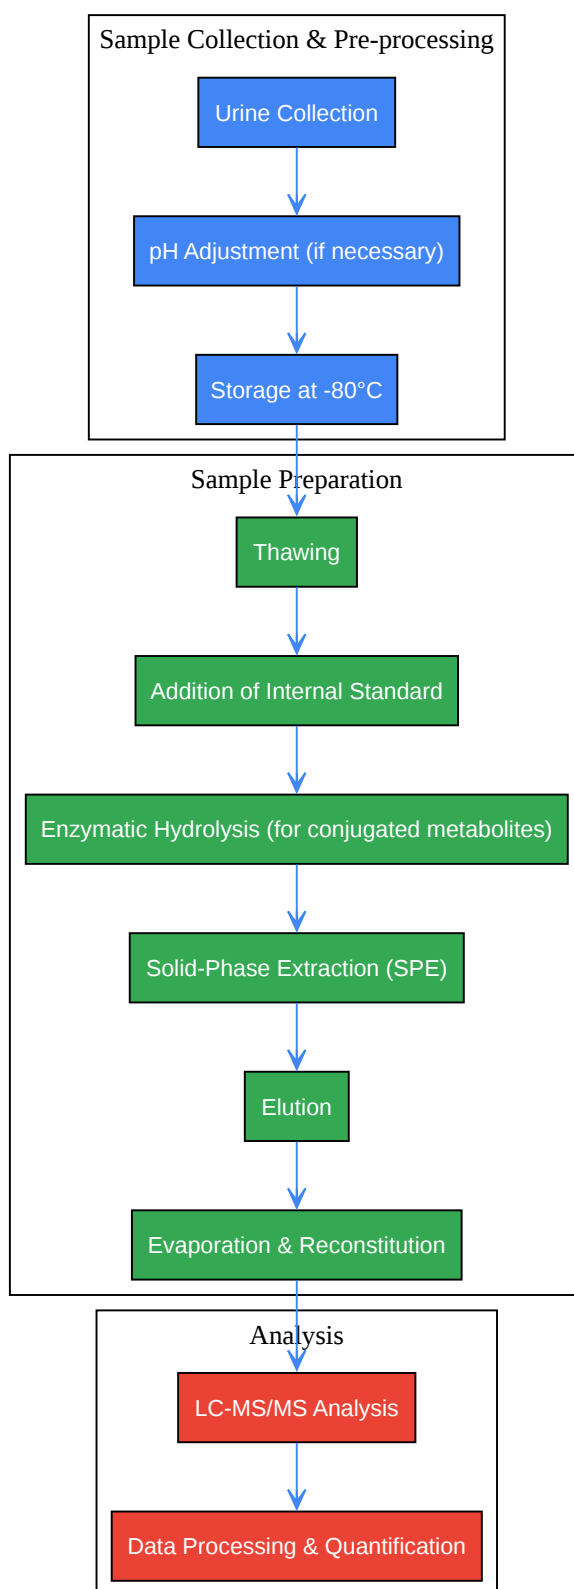 Sample Collection & Pre-processing
Urine Collection
pH Adjustment (if necessary)
Storage at -80°C
Sample Preparation
Thawing
Addition of Internal Standard
Enzymatic Hydrolysis (for conjugated metabolites)
Solid-Phase Extraction (SPE)
Elution
Evaporation & Reconstitution
Analysis
LC-MS/MS Analysis
Data Processing & Quantification